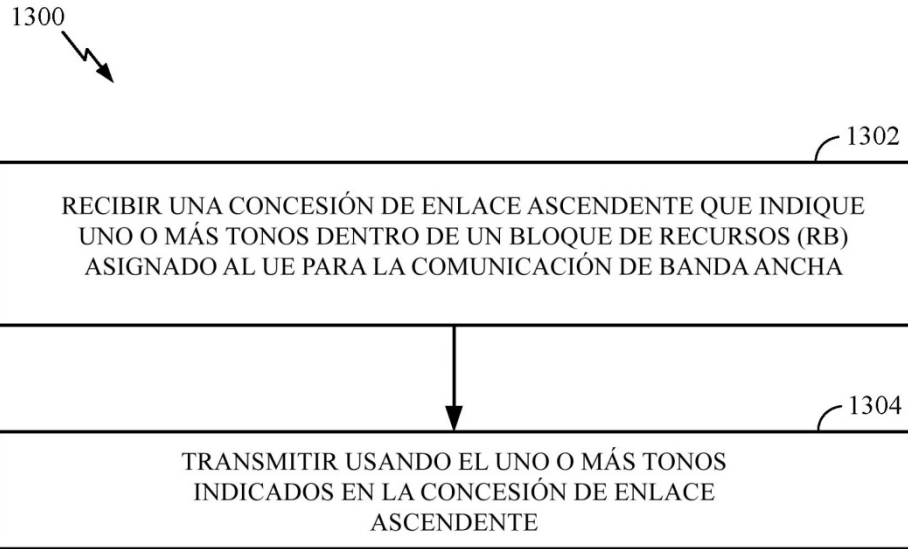 1300
1302
RECIBIR UNA CONCESIÓN DE ENLACE ASCENDENTE QUE INDIQUE
UNO O MÁS TONOS DENTRO DE UN BLOQUE DE RECURSOS (RB)
ASIGNADO AL UE PARA LA COMUNICACIÓN DE BANDA ANCHA
1304
TRANSMITIR USANDO EL UNO O MÁS TONOS
INDICADOS EN LA CONCESIÓN DE ENLACE
ASCENDENTE